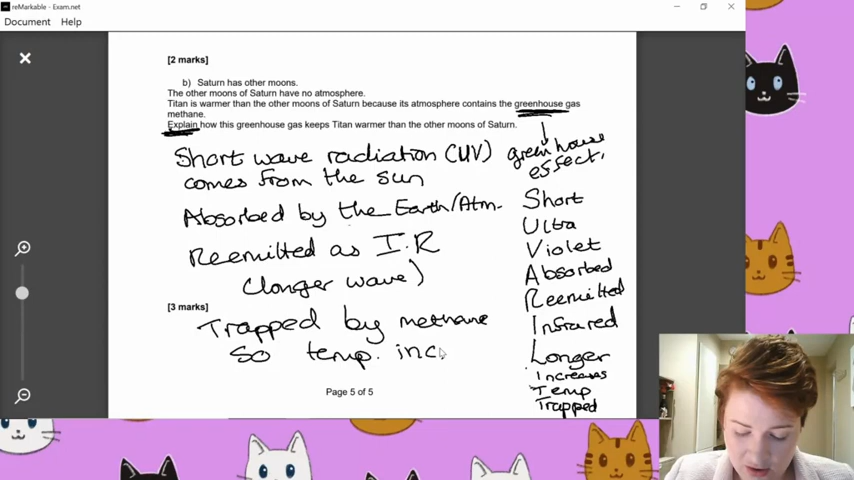 reMarkable - Exam.net
Document Help
[2 marks]
b) Saturn has other moons.
The other moons of Saturn have no atmosphere.
Titan is warmer than the other moons of Saturn because its atmosphere contains the greenhouse gas
methane.
Explain how this greenhouse gas keeps Titan warmer than the other moons of Saturn.
Short wave radiation (UV)
comes from the sun
Absorbed by the Earth/Atm.
Reemitted as I.R
(longer wave)
[3 marks]
Trapped by methane
So temp. inc
Page 5 of 5
green house
effect.
Short
Ultra
Violet
Absorbed
Reemitted
Infrared
Longer
Increases
Temp
Trapped